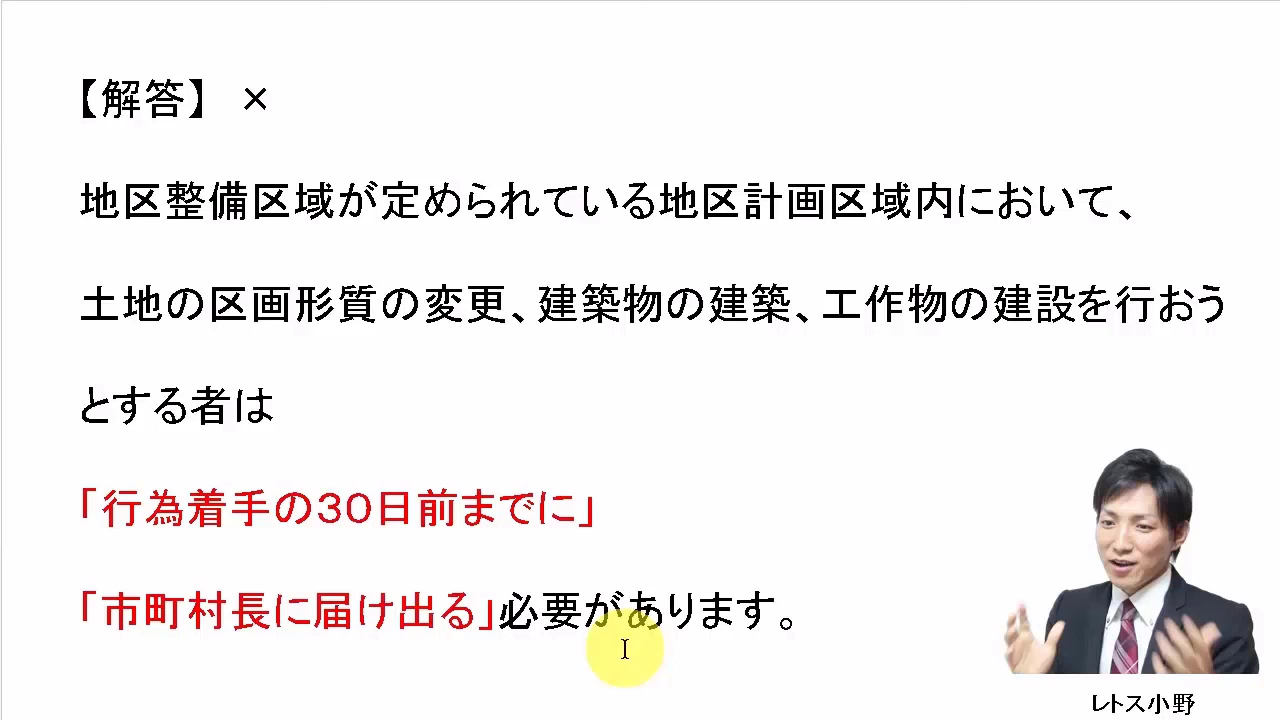 【解答】 ×
地区整備区域が定められている地区計画区域内において、
土地の区画形質の変更、建築物の建築、工作物の建設を行おう
とする者は
「行為着手の３０日前までに」
「市町村長に届け出る」必要があります。
レトス小野